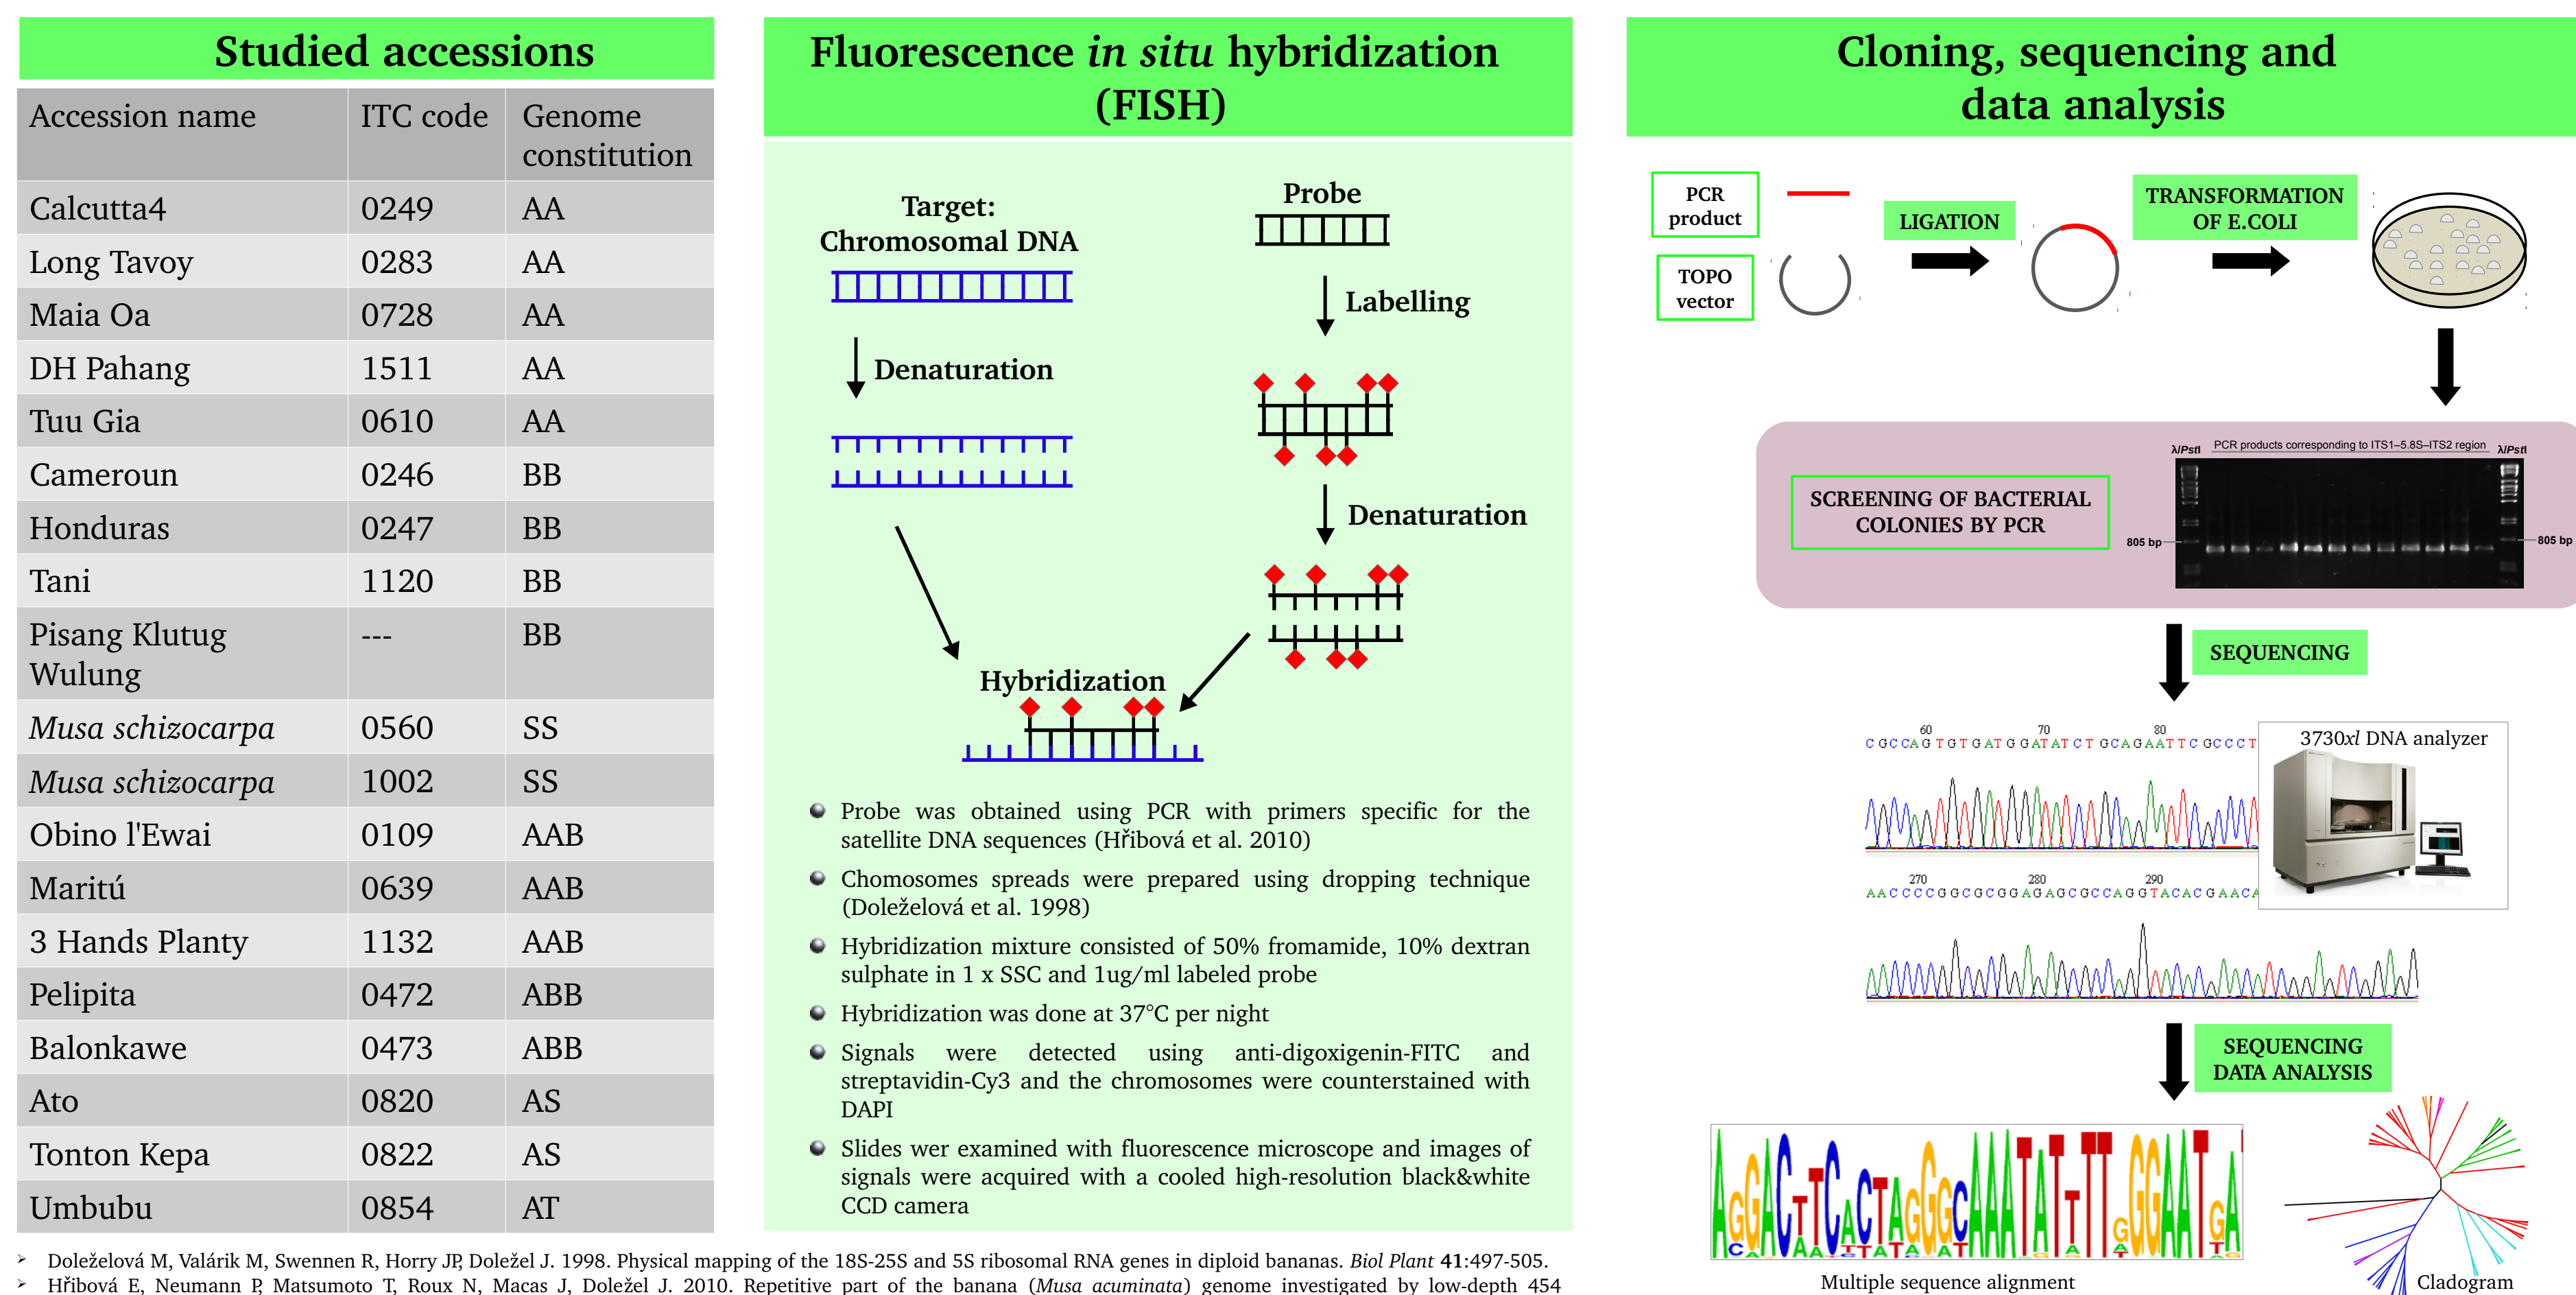 Studied accessions
Accession name ITC code Genome constitution
Calcutta4 0249 AA
Long Tavoy 0283 AA
Maia Oa 0728 AA
DH Pahang 1511 AA
Tuu Gia 0610 AA
Cameroun 0246 BB
Honduras 0247 BB
Tani 1120 BB
Pisang Klutug Wulung --- BB
Musa schizocarpa 0560 SS
Musa schizocarpa 1002 SS
Obino l'Ewai 0109 AAB
Maritú 0639 AAB
3 Hands Planty 1132 AAB
Pelipita 0472 ABB
Balonkawe 0473 ABB
Ato 0820 AS
Tonton Kepa 0822 AS
Umbubu 0854 AT
Fluorescence in situ hybridization
(FISH)
Target:
Chromosomal DNA
Probe
Labelling
Denaturation
Denaturation
Hybridization
Probe was obtained using PCR with primers specific for the
satellite DNA sequences (Hřibová et al. 2010)
Chomosomes spreads were prepared using dropping technique
(Doleželová et al. 1998)
Hybridization mixture consisted of 50% fromamide, 10% dextran
sulphate in 1 x SSC and 1ug/ml labeled probe
Hybridization was done at 37°C per night
Signals were detected using anti-digoxigenin-FITC and
streptavidin-Cy3 and the chromosomes were counterstained with
DAPI
Slides wer examined with fluorescence microscope and images of
signals were acquired with a cooled high-resolution black&white
CCD camera
Cloning, sequencing and
data analysis
PCR
product
TOPO
vector
LIGATION
TRANSFORMATION
OF E.COLI
SCREENING OF BACTERIAL
COLONIES BY PCR
λ/PstI PCR products corresponding to ITS1–5.8S–ITS2 region λ/PstI
805 bp 805 bp
SEQUENCING
60 70 80
CGCCAGTGTGATGGATATCTGCAGAATTCGCCCT
3730xl DNA analyzer
270 280 290
AACCCCGGCGCGGAGAGCGCCAGGTACACGAACA
SEQUENCING
DATA ANALYSIS
Multiple sequence alignment
Cladogram
Doleželová M, Valárik M, Swennen R, Horry JP, Doležel J. 1998. Physical mapping of the 18S-25S and 5S ribosomal RNA genes in diploid bananas. Biol Plant 41:497-505.
Hřibová E, Neumann P, Matsumoto T, Roux N, Macas J, Doležel J. 2010. Repetitive part of the banana (Musa acuminata) genome investigated by low-depth 454